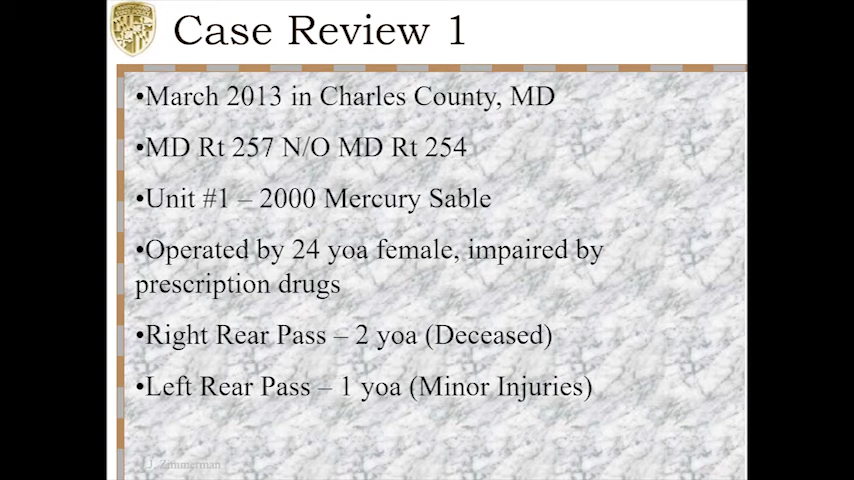 Case Review 1
•March 2013 in Charles County, MD
•MD Rt 257 N/O MD Rt 254
•Unit #1 – 2000 Mercury Sable
•Operated by 24 yoa female, impaired by
prescription drugs
•Right Rear Pass – 2 yoa (Deceased)
•Left Rear Pass – 1 yoa (Minor Injuries)
J. Zimmerman